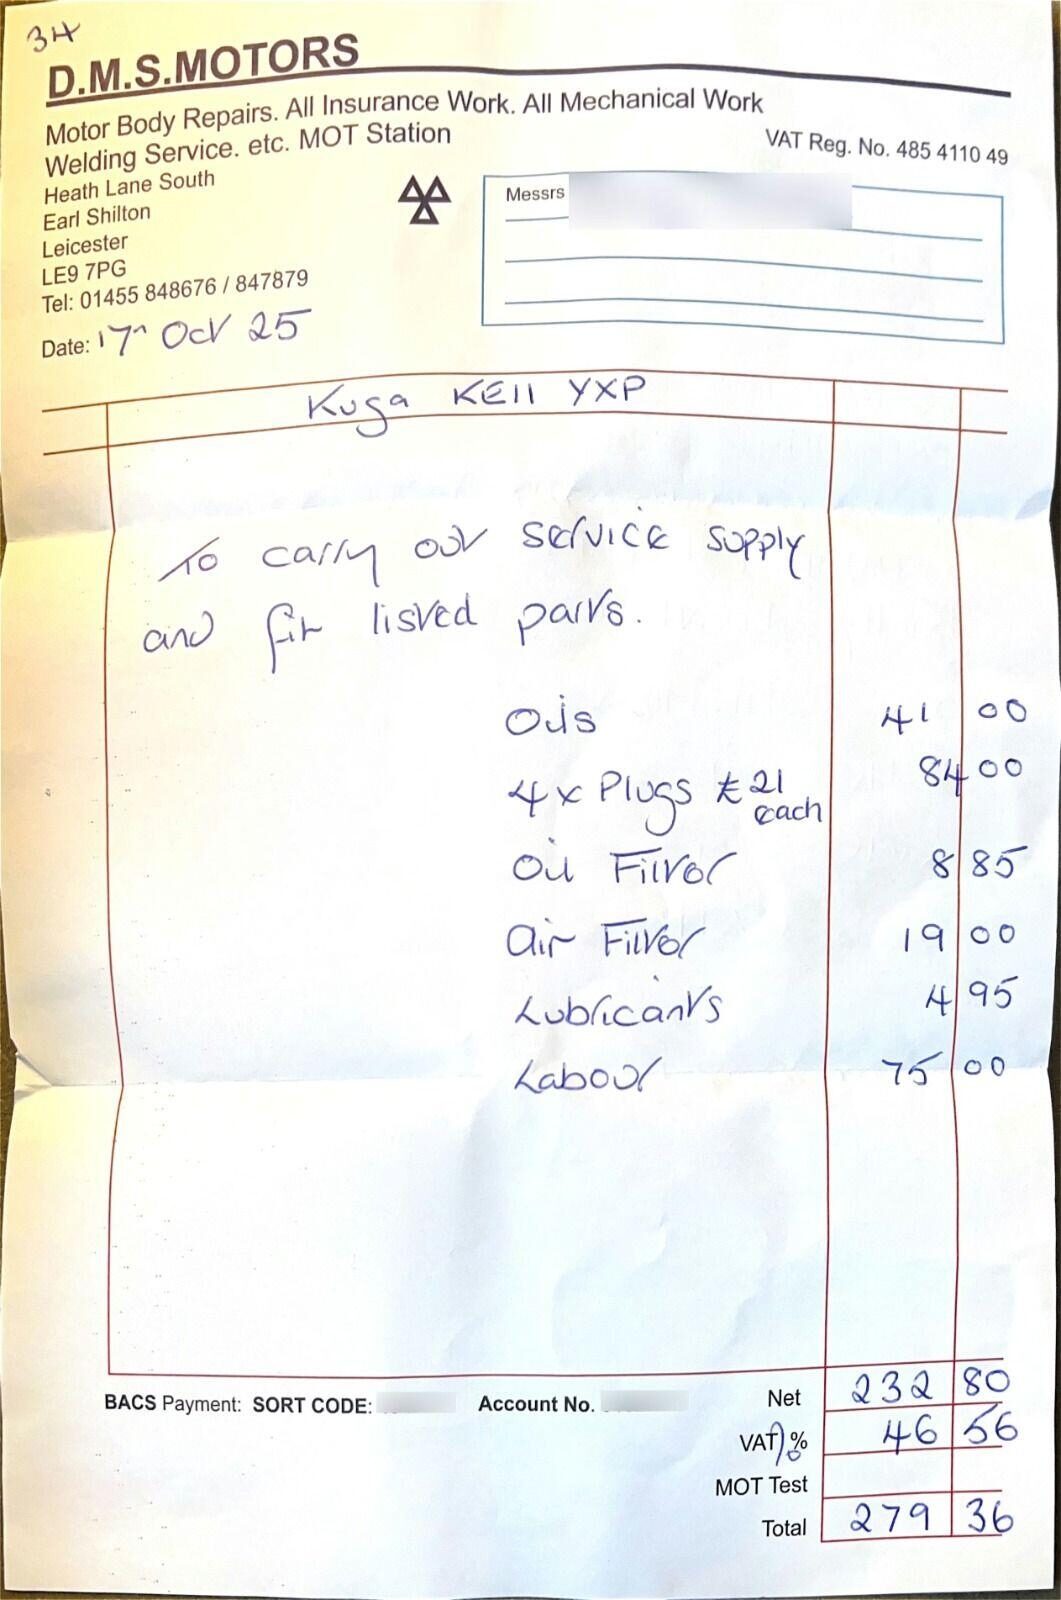 34
D.M.S.MOTORS
Motor Body Repairs. All Insurance Work. All Mechanical Work
Welding Service. etc. MOT Station
VAT Reg. No. 485 4110 49
Heath Lane South
Earl Shilton
Leicester
LE9 7PG
Tel: 01455 848676 / 847879
Messrs
Date: 17th Oct 25
Kuga KE11 YXP
To carry out service supply
and fit listed parts.
Oils 41 00
4 x Plugs £21 each 84 00
Oil Filter 8 85
Air Filter 19 00
Lubricants 4 95
Labour 75 00
BACS Payment: SORT CODE: Account No.
Net 232 80
VAT % 46 56
MOT Test
Total 279 36